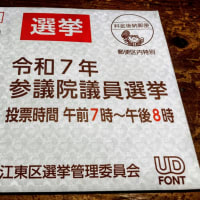 選挙
料金後納郵便
郵便区内特別
令和7年
参議院議員選挙
投票時間 午前7時〜午後8時
江東区選挙管理委員会
UD
FONT